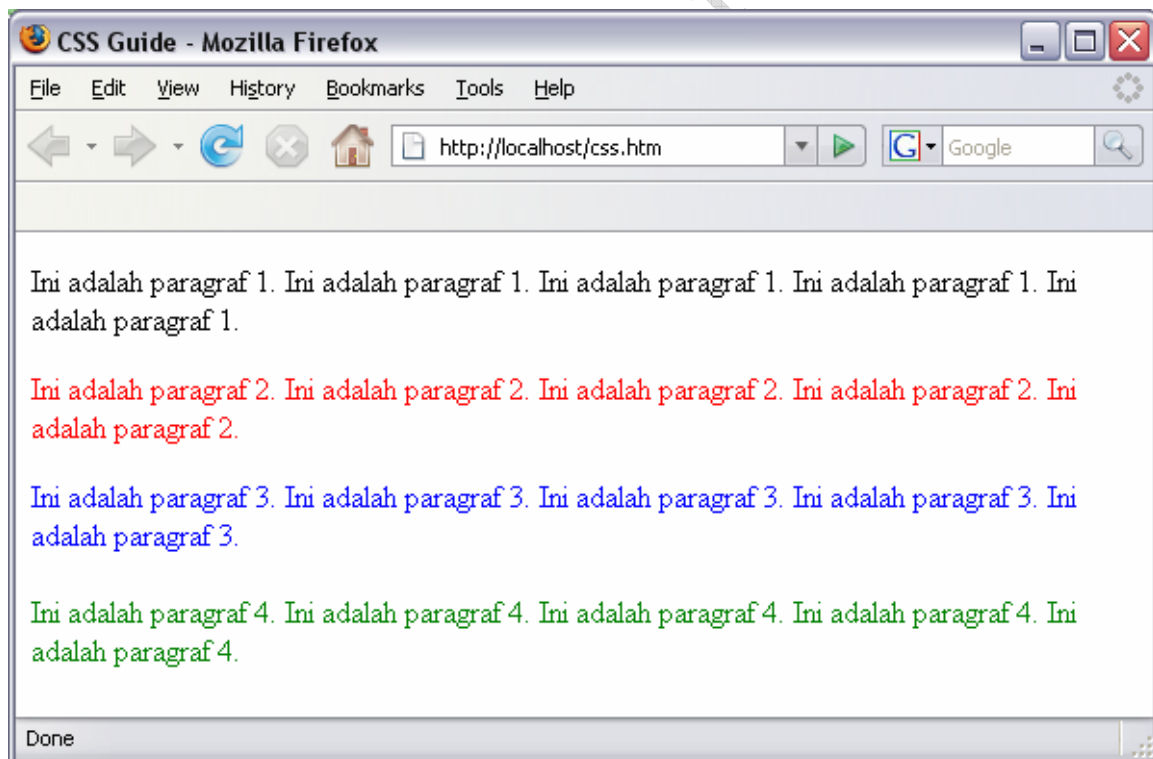 CSS Guide - Mozilla Firefox
File Edit View History Bookmarks Tools Help
http://localhost/css.htm G Google
Ini adalah paragraf 1. Ini adalah paragraf 1. Ini adalah paragraf 1. Ini adalah paragraf 1. Ini
adalah paragraf 1.
Ini adalah paragraf 2. Ini adalah paragraf 2. Ini adalah paragraf 2. Ini adalah paragraf 2. Ini
adalah paragraf 2.
Ini adalah paragraf 3. Ini adalah paragraf 3. Ini adalah paragraf 3. Ini adalah paragraf 3. Ini
adalah paragraf 3.
Ini adalah paragraf 4. Ini adalah paragraf 4. Ini adalah paragraf 4. Ini adalah paragraf 4. Ini
adalah paragraf 4.
Done